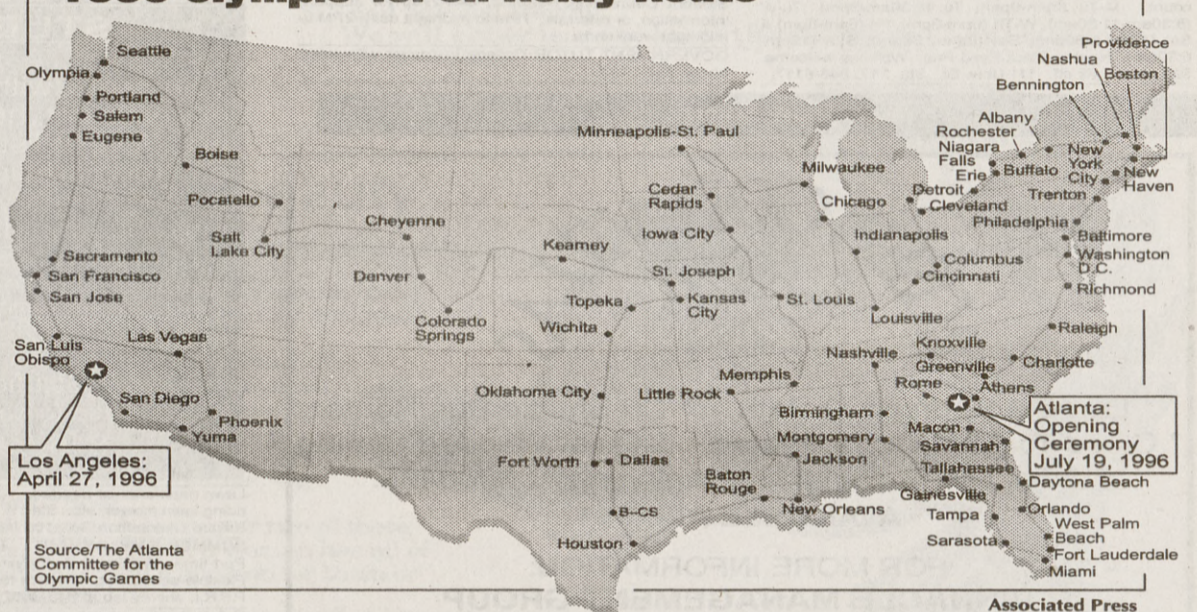 1996 Olympic Torch Relay Route
Seattle
Olympia
Portland
Salem
Eugene
Boise
Pocatello
Salt
Lake City
Cheyenne
Denver
Colorado
Springs
Sacramento
San Francisco
San Jose
San Luis
Obispo
Las Vegas
San Diego
Phoenix
Yuma
Los Angeles:
April 27, 1996
Minneapolis-St. Paul
Milwaukee
Cedar
Rapids
Chicago
Iowa City
Kearney
St. Joseph
Topeka
Kansas
City
St. Louis
Wichita
Oklahoma City
Little Rock
Memphis
Fort Worth
Dallas
B-CS
Houston
Baton
Rouge
New Orleans
Jackson
Birmingham
Montgomery
Nashville
Knoxville
Louisville
Indianapolis
Columbus
Cincinnati
Detroit
Cleveland
Erie
Niagara
Falls
Buffalo
Rochester
Albany
Bennington
Nashua
Providence
Boston
New
York
City
New
Haven
Trenton
Philadelphia
Baltimore
Washington
D.C.
Richmond
Raleigh
Charlotte
Greenville
Rome
Athens
Atlanta:
Opening
Ceremony
July 19, 1996
Macon
Savannah
Tallahassee
Gainesville
Daytona Beach
Orlando
Tampa
West Palm
Beach
Sarasota
Fort Lauderdale
Miami
Source/The Atlanta
Committee for the
Olympic Games
Associated Press